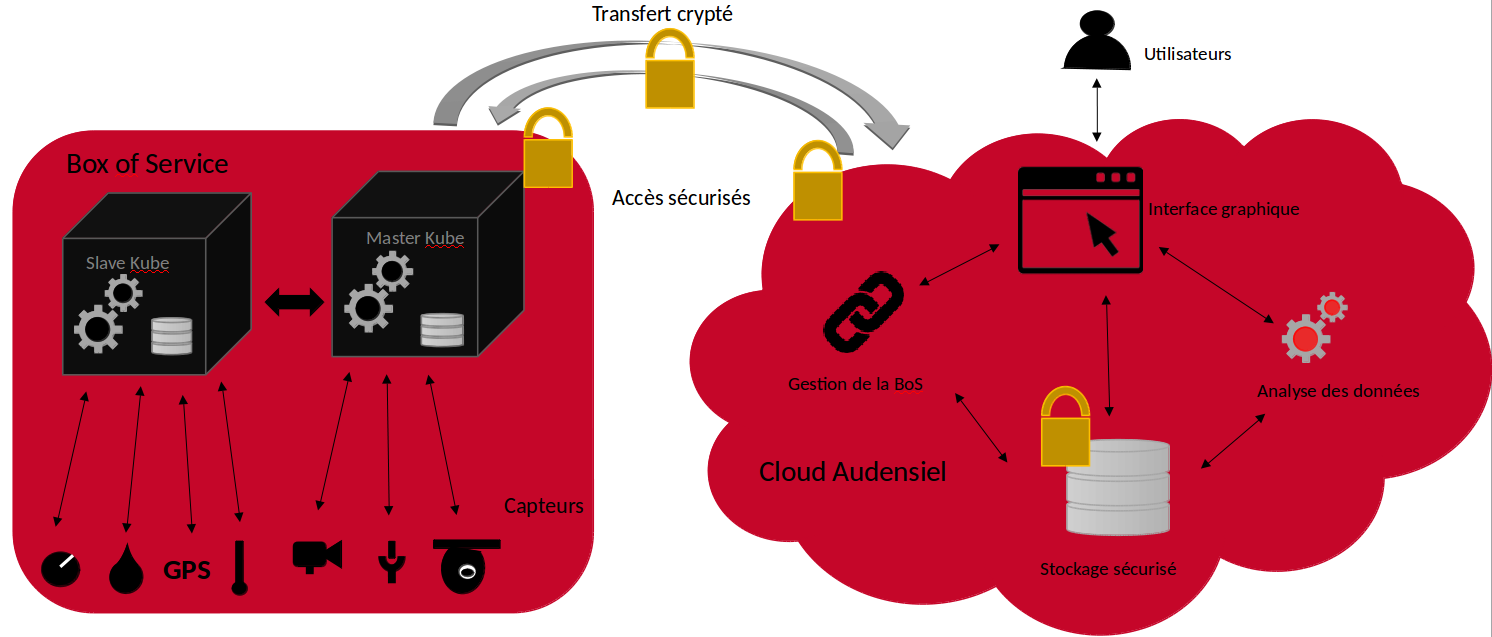 Transfert crypté
Utilisateurs
Box of Service
Accès sécurisés
Interface graphique
Master Kube
Slave Kube
Gestion de la BoS
Analyse des données
Cloud Audensiel
Capteurs
GPS
Stockage sécurisé